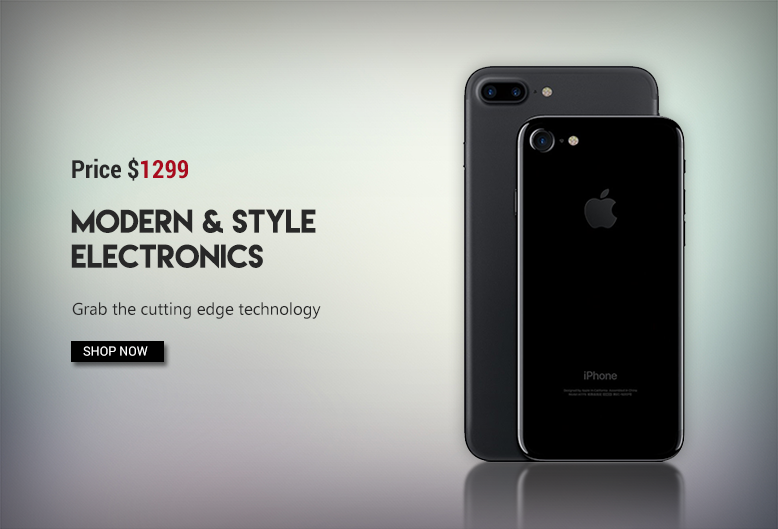 Price $1299
MODERN & STYLE
ELECTRONICS
Grab the cutting edge technology
SHOP NOW
iPhone